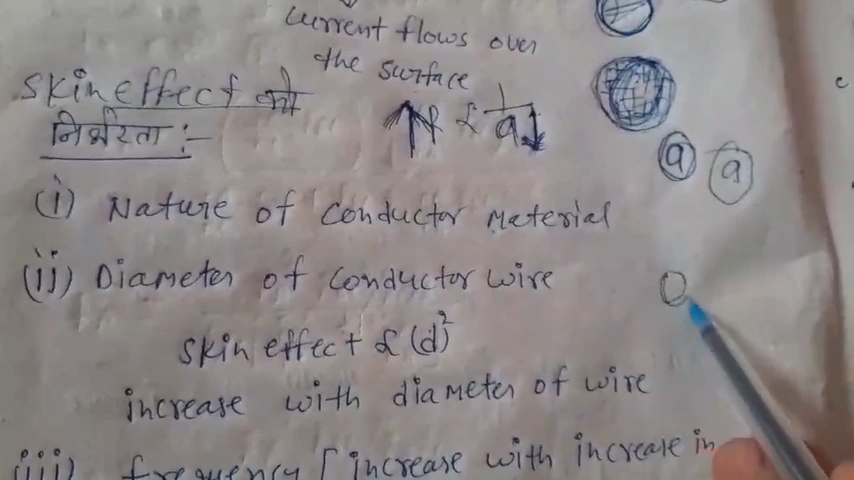 current flows over
the surface
skin effect की
निर्भरता :-
↑R ∝ 1/a↓
a a
(i) Nature of conductor Material
(ii) Diameter of conductor wire
skin effect ∝ (d)²
increase with diameter of wire
(iii) frequency [increase with increase in